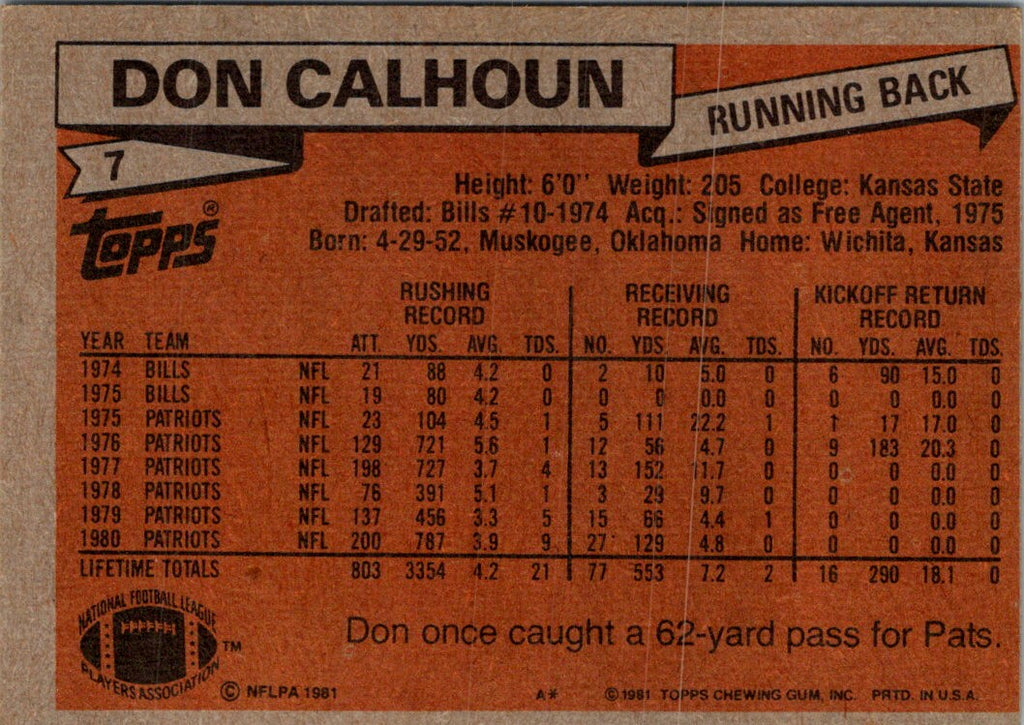 DON CALHOUN
RUNNING BACK
7
TOPPS®
Height: 6'0'' Weight: 205 College: Kansas State
Drafted: Bills #10-1974 Acq.: Signed as Free Agent, 1975
Born: 4-29-52, Muskogee, Oklahoma Home: Wichita, Kansas
RUSHING RECEIVING KICKOFF RETURN
RECORD RECORD RECORD
YEAR TEAM ATT. YDS. AVG. TDS. NO. YDS. AVG. TDS. NO. YDS. AVG. TDS.
1974 BILLS NFL 21 88 4.2 0 2 10 5.0 0 6 90 15.0 0
1975 BILLS NFL 19 80 4.2 0 0 0 0.0 0 0 0 0.0 0
1975 PATRIOTS NFL 23 104 4.5 1 5 111 22.2 1 1 17 17.0 0
1976 PATRIOTS NFL 129 721 5.6 1 12 56 4.7 0 9 183 20.3 0
1977 PATRIOTS NFL 198 727 3.7 4 13 152 11.7 0 0 0 0.0 0
1978 PATRIOTS NFL 76 391 5.1 1 3 29 9.7 0 0 0 0.0 0
1979 PATRIOTS NFL 137 456 3.3 5 15 66 4.4 1 0 0 0.0 0
1980 PATRIOTS NFL 200 787 3.9 9 27 129 4.8 0 0 0 0.0 0
LIFETIME TOTALS 803 3354 4.2 21 77 553 7.2 2 16 290 18.1 0
NATIONAL FOOTBALL LEAGUE
PLAYERS ASSOCIATION
TM
Don once caught a 62-yard pass for Pats.
© NFLPA 1981 A* © 1981 TOPPS CHEWING GUM, INC. PRTD. IN U.S.A.